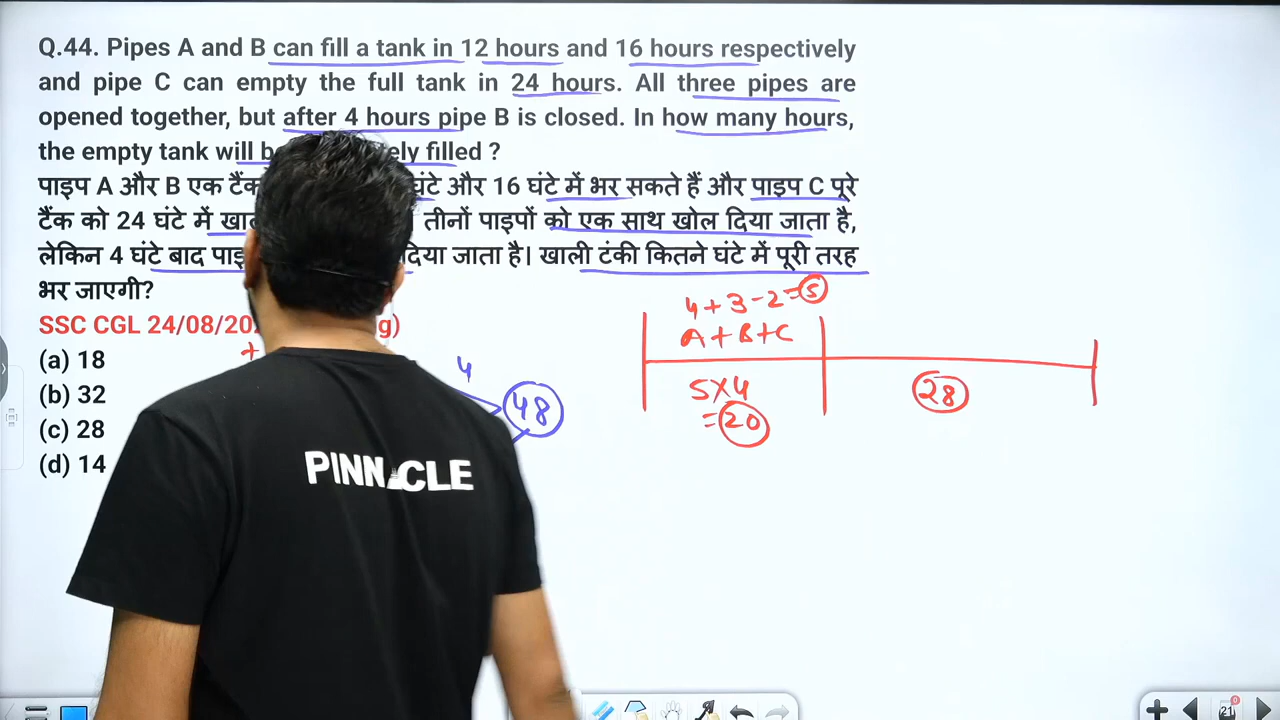 Q.44. Pipes A and B can fill a tank in 12 hours and 16 hours respectively
and pipe C can empty the full tank in 24 hours. All three pipes are
opened together, but after 4 hours pipe B is closed. In how many hours,
the empty tank will be ely filled ?
पाइप A और B एक टैंक घंटे और 16 घंटे में भर सकते हैं और पाइप C पूरे
टैंक को 24 घंटे में तीनों पाइपों को एक साथ खोल दिया जाता है,
लेकिन 4 घंटे बाद दिया जाता है। खाली टंकी कितने घंटे में पूरी तरह
भर जाएगी?
SSC CGL 24/08/20 g)
(a) 18
(b) 32
(c) 28
(d) 14
+
4
48
4+3-2=5
A+B+C
5×4
=20
28
PINNACLE
21